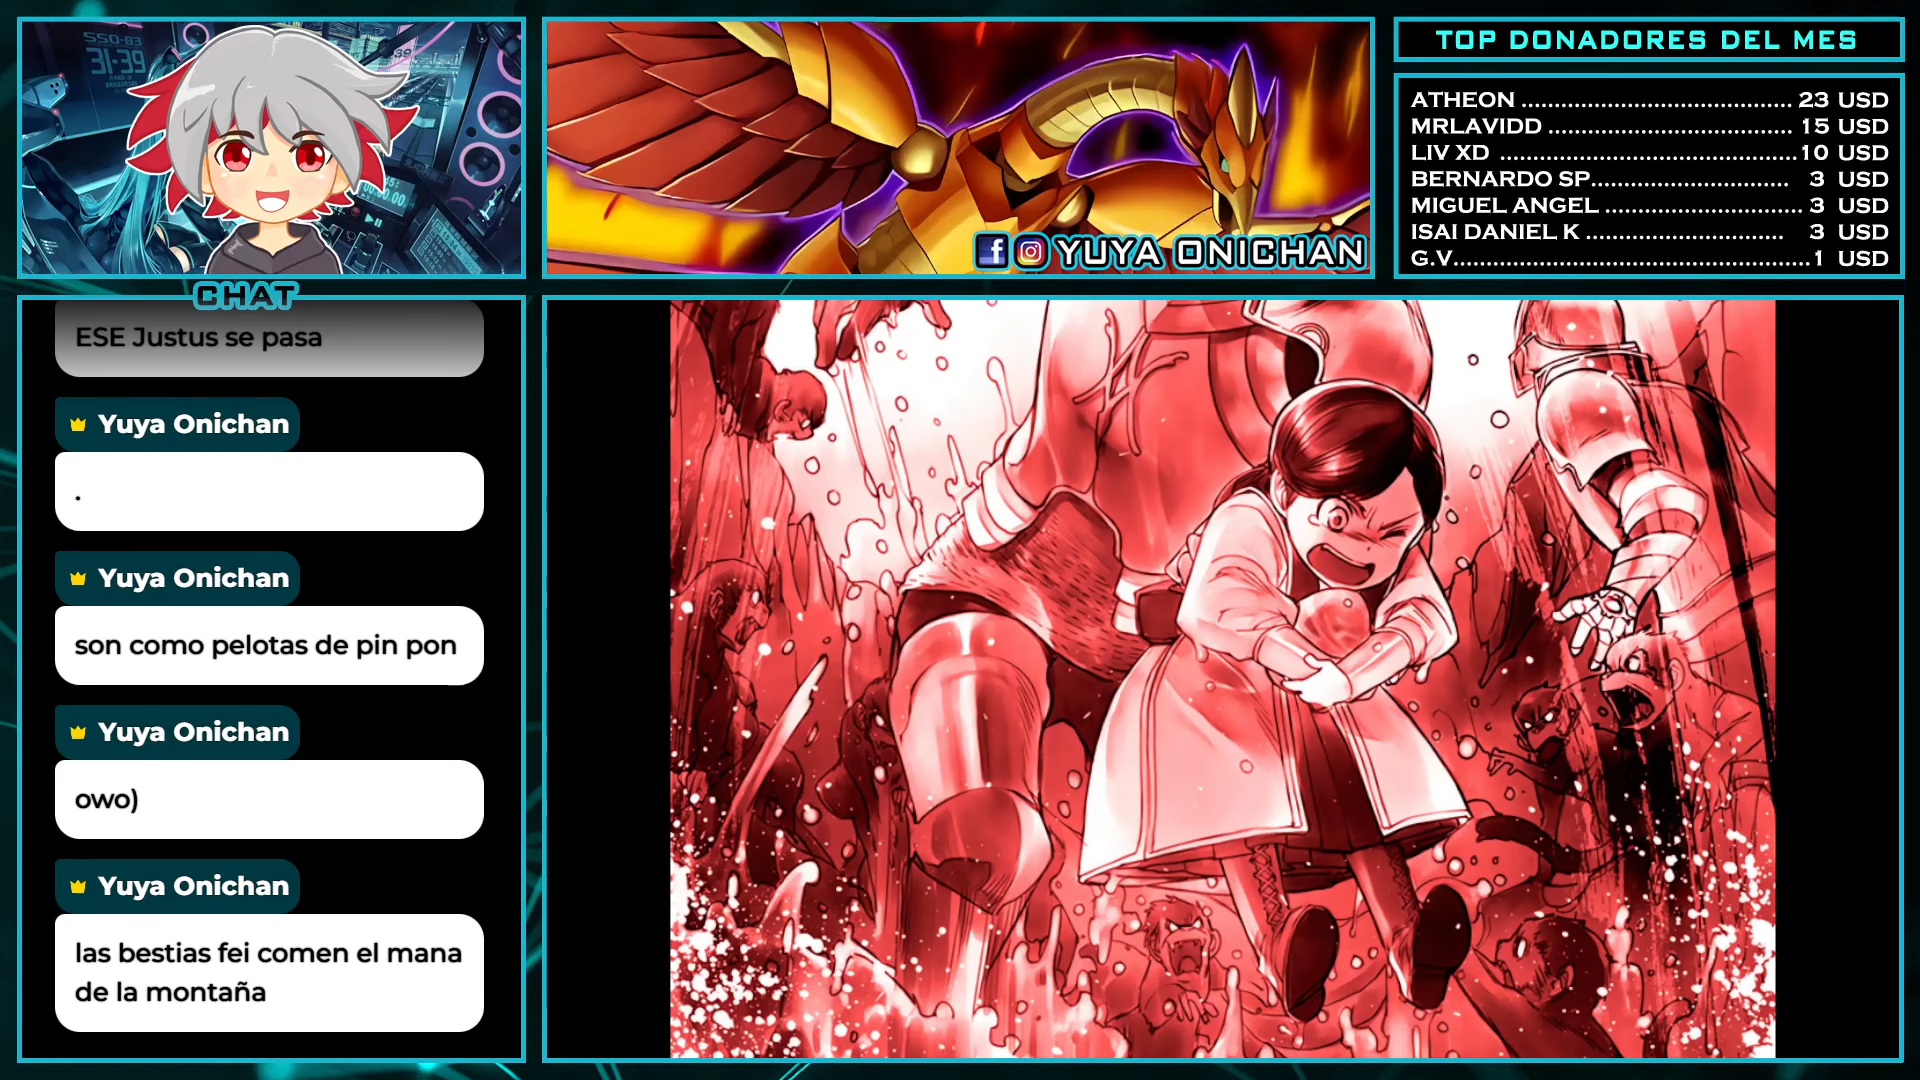 SSO-03
31:39
39
YUYA ONICHAN
TOP DONADORES DEL MES
ATHEON ...................................... 23 USD
MRLAVIDD .................................. 15 USD
LIV XD ..........................................10 USD
BERNARDO SP............................ 3 USD
MIGUEL ANGEL ............................ 3 USD
ISAI DANIEL K ............................ 3 USD
G.V...................................................1 USD
CHAT
ESE Justus se pasa
Yuya Onichan
.
Yuya Onichan
son como pelotas de pin pon
Yuya Onichan
owo)
Yuya Onichan
las bestias fei comen el mana
de la montaña